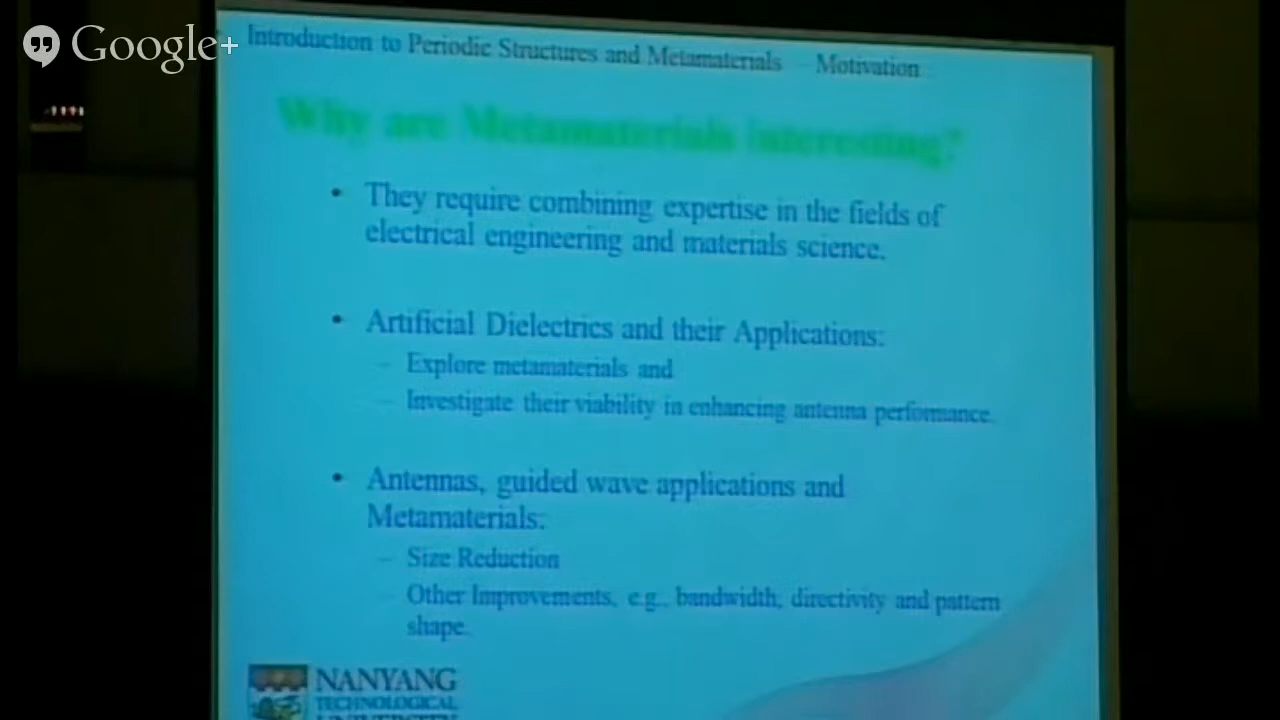 Google+
Introduction to Periodic Structures and Metamaterials Motivation
Why are Metamaterials interesting?
• They require combining expertise in the fields of
electrical engineering and materials science.
• Artificial Dielectrics and their Applications:
– Explore metamaterials and
– Investigate their viability in enhancing antenna performance.
• Antennas, guided wave applications and
Metamaterials:
– Size Reduction
– Other Improvements, e.g., bandwidth, directivity and pattern
shape.
NANYANG
TECHNOLOGICAL
UNIVERSITY